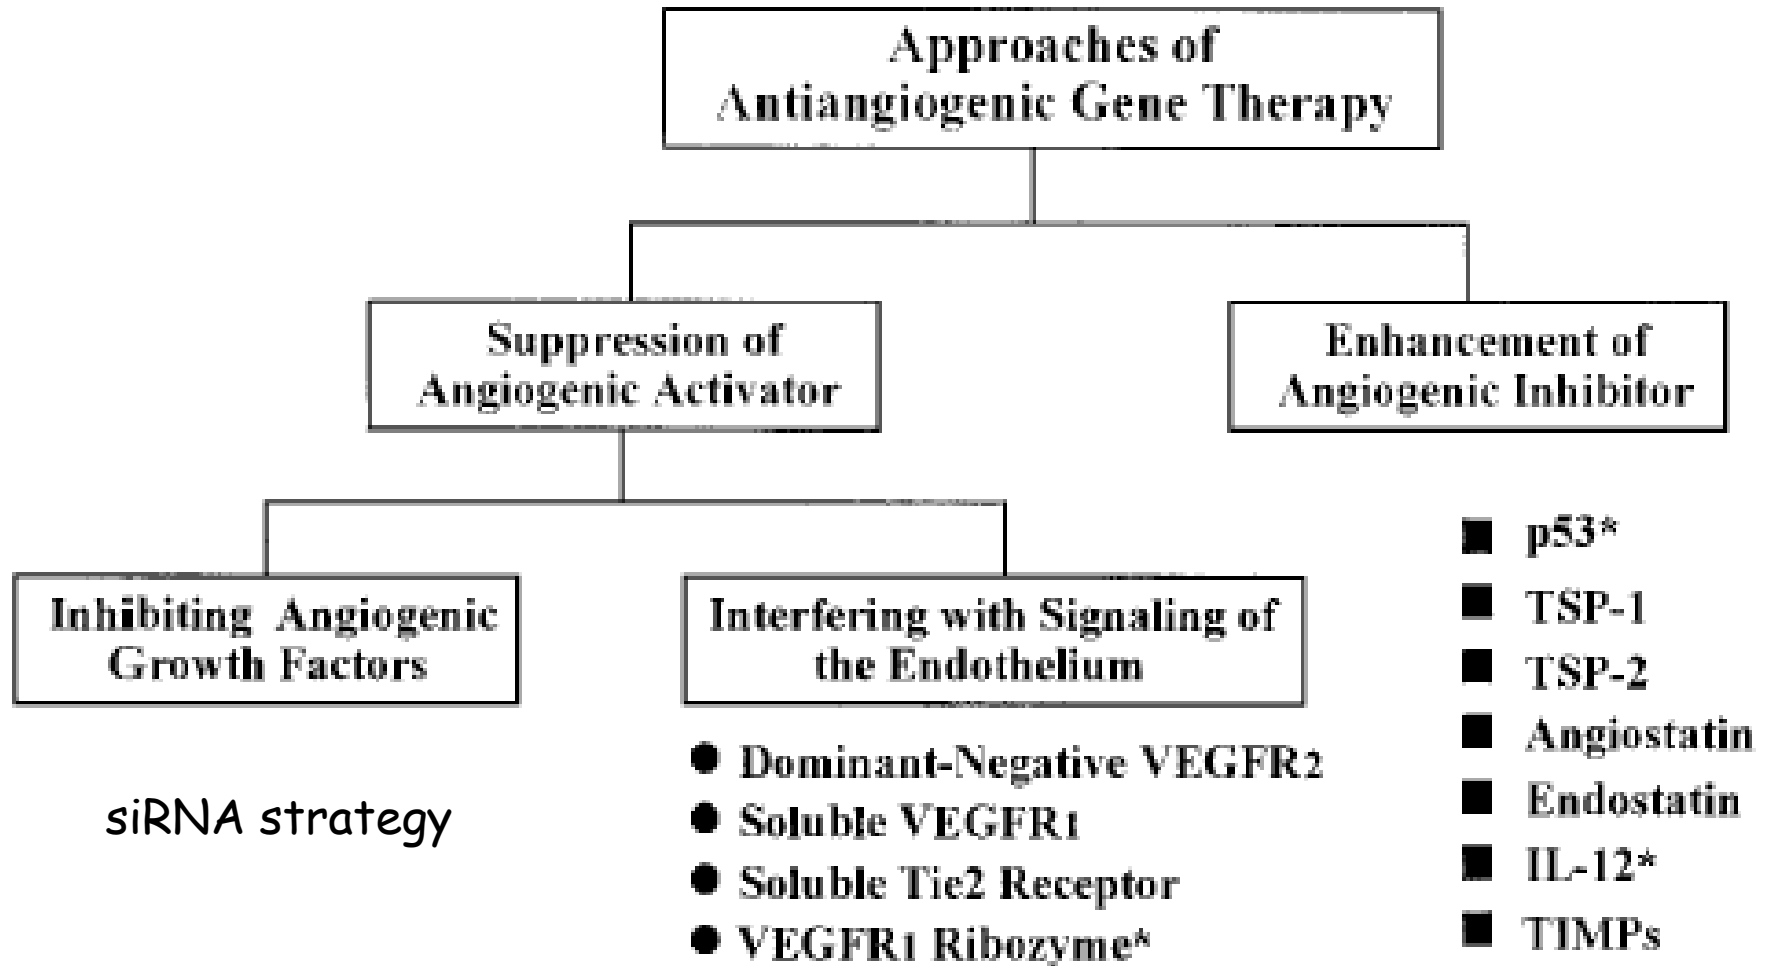 Approaches of
Antiangiogenic Gene Therapy
Suppression of
Angiogenic Activator
Enhancement of
Angiogenic Inhibitor
Inhibiting Angiogenic
Growth Factors
Interfering with Signaling of
the Endothelium
siRNA strategy
● Dominant-Negative VEGFR2
● Soluble VEGFR1
● Soluble Tie2 Receptor
● VEGFR1 Ribozyme*
■ p53*
■ TSP-1
■ TSP-2
■ Angiostatin
■ Endostatin
■ IL-12*
■ TIMPs